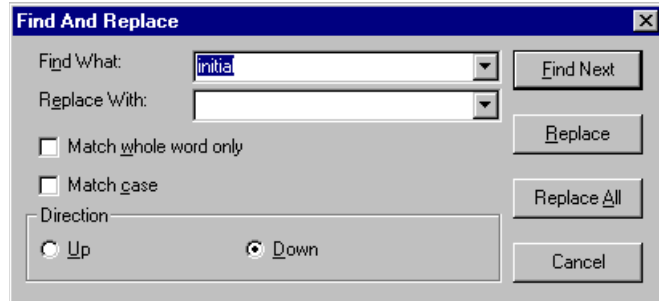 Find And Replace
Find What: initial Find Next
Replace With:
Replace
Match whole word only
Match case
Replace All
Direction
Up Down
Cancel